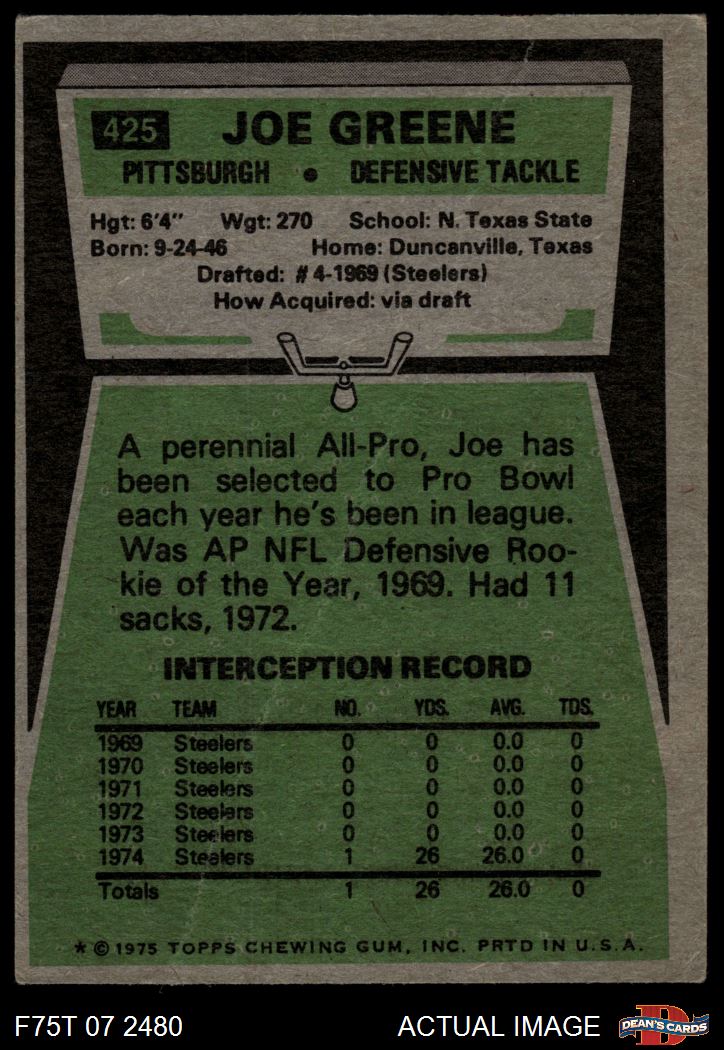 425 JOE GREENE
PITTSBURGH • DEFENSIVE TACKLE
Hgt: 6'4" Wgt: 270 School: N. Texas State
Born: 9-24-46 Home: Duncanville, Texas
Drafted: #4-1969 (Steelers)
How Acquired: via draft
A perennial All-Pro, Joe has
been selected to Pro Bowl
each year he's been in league.
Was AP NFL Defensive Roo-
kie of the Year, 1969. Had 11
sacks, 1972.
INTERCEPTION RECORD
YEAR TEAM NO. YDS. AVG. TDS.
1969 Steelers 0 0 0.0 0
1970 Steelers 0 0 0.0 0
1971 Steelers 0 0 0.0 0
1972 Steelers 0 0 0.0 0
1973 Steelers 0 0 0.0 0
1974 Steelers 1 26 26.0 0
Totals 1 26 26.0 0
* © 1975 TOPPS CHEWING GUM, INC. PRTD IN U.S.A.
F75T 07 2480 ACTUAL IMAGE D DEAN'S CARDS